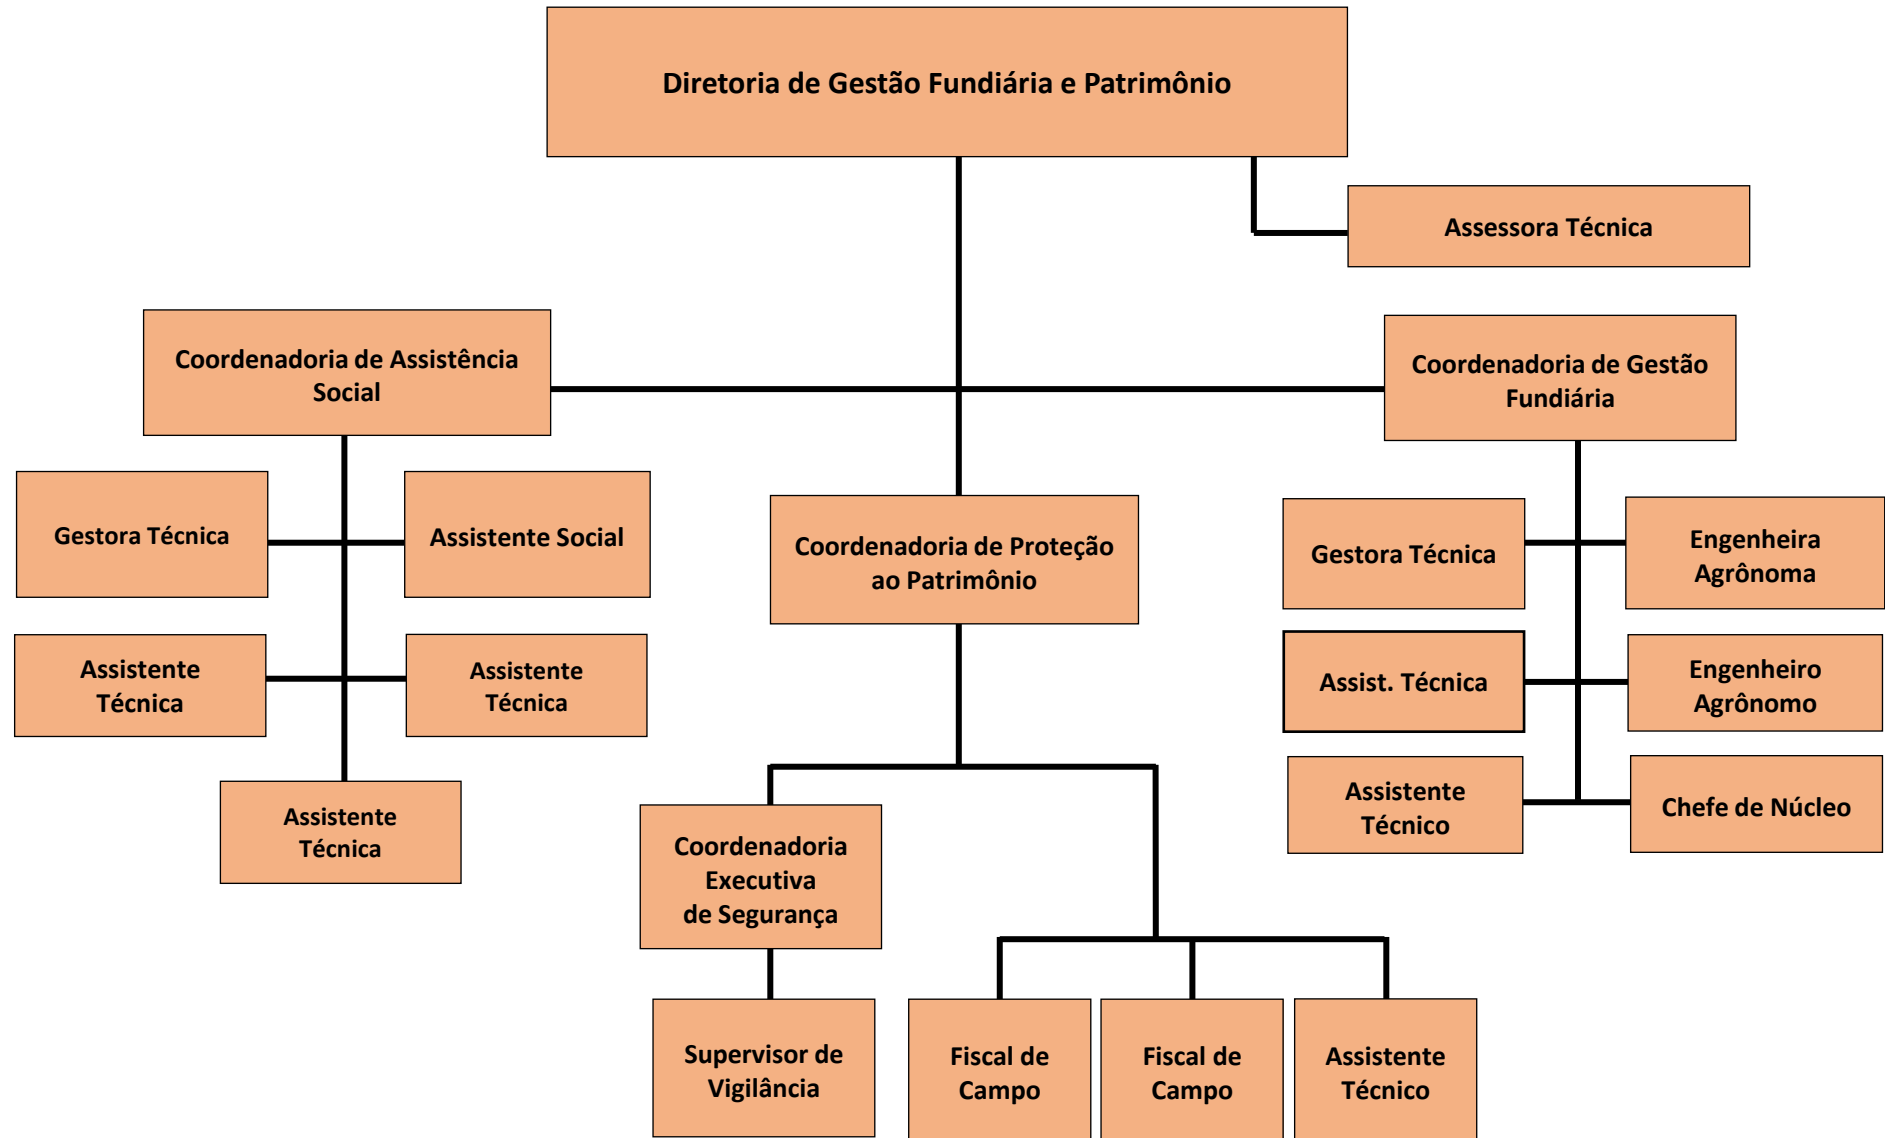 Diretoria de Gestão Fundiária e Patrimônio
Assessora Técnica
Coordenadoria de Assistência
Social
Coordenadoria de Gestão
Fundiária
Gestora Técnica
Assistente Social
Coordenadoria de Proteção
ao Patrimônio
Gestora Técnica
Engenheira
Agrônoma
Assistente
Técnica
Assistente
Técnica
Assist. Técnica
Engenheiro
Agrônomo
Assistente
Técnica
Assistente
Técnico
Chefe de Núcleo
Coordenadoria
Executiva
de Segurança
Supervisor de
Vigilância
Fiscal de
Campo
Fiscal de
Campo
Assistente
Técnico